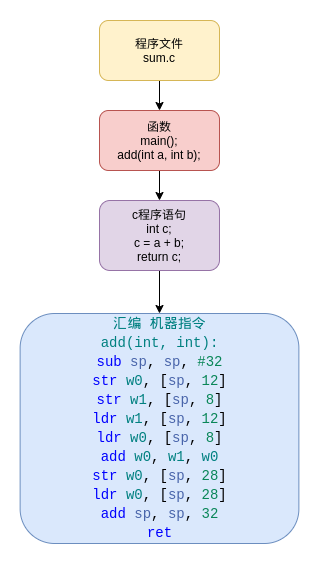 程序文件
sum.c
函数
main();
add(int a, int b);
c程序语句
int c;
c = a + b;
return c;
汇编 机器指令
add(int, int):
sub sp, sp, #32
str w0, [sp, 12]
str w1, [sp, 8]
ldr w1, [sp, 12]
ldr w0, [sp, 8]
add w0, w1, w0
str w0, [sp, 28]
ldr w0, [sp, 28]
add sp, sp, 32
ret